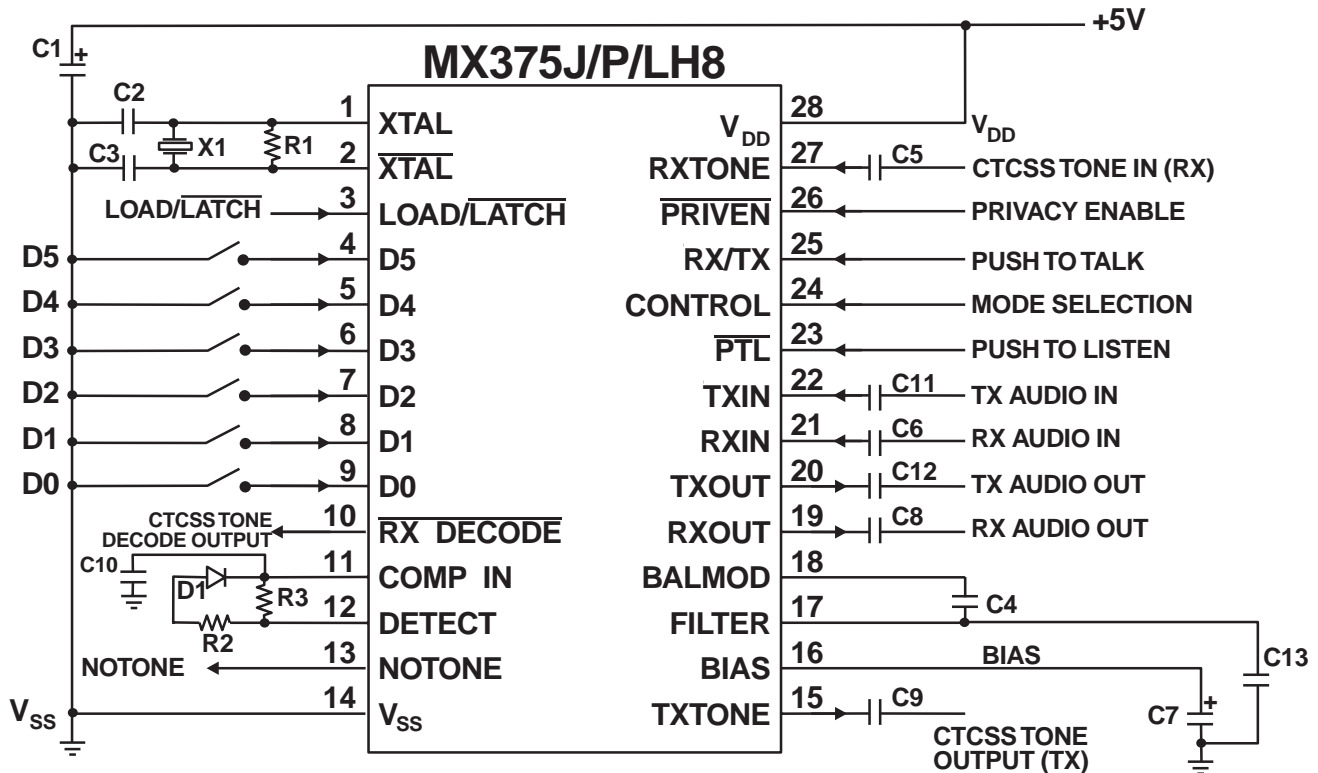 +5V
C1
+
MX375J/P/LH8
C2
1
XTAL
X1
R1
C3
2
XTAL
LOAD/LATCH
3
LOAD/LATCH
D5
4
D5
D4
5
D4
D3
6
D3
D2
7
D2
D1
8
D1
D0
9
D0
CTCSS TONE
DECODE OUTPUT
10
RX DECODE
C10
D1
R3
11
COMP IN
R2
12
DETECT
NOTONE
13
NOTONE
VSS
14
VSS
VDD
28
VDD
RXTONE
27
C5
CTCSS TONE IN (RX)
PRIVEN
26
PRIVACY ENABLE
RX/TX
25
PUSH TO TALK
CONTROL
24
MODE SELECTION
PTL
23
PUSH TO LISTEN
TXIN
22
C11
TX AUDIO IN
RXIN
21
C6
RX AUDIO IN
TXOUT
20
C12
TX AUDIO OUT
RXOUT
19
C8
RX AUDIO OUT
BALMOD
18
C4
FILTER
17
C13
BIAS
16
BIAS
C7
+
TXTONE
15
C9
CTCSS TONE
OUTPUT (TX)